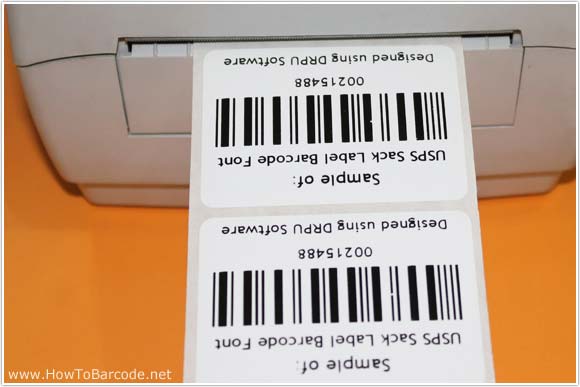 Sample of:
USPS Sack Label Barcode Font
00215488
Designed using DRPU Software
Sample of:
USPS Sack Label Barcode Font
00215488
Designed using DRPU Software
www.HowToBarcode.net